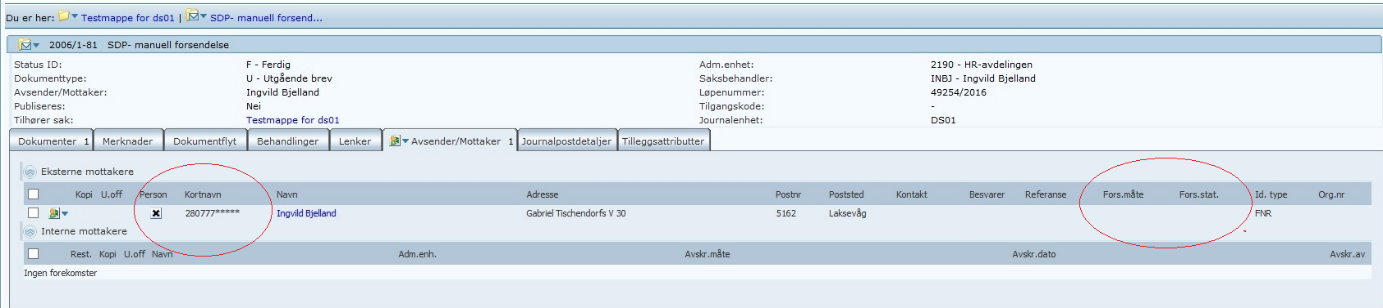 Du er her: Testmappe for ds01 | SDP- manuell forsend...
2006/1-81 SDP- manuell forsendelse
Status ID: F - Ferdig Adm.enhet: 2190 - HR-avdelingen
Dokumenttype: U - Utgående brev Saksbehandler: INBJ - Ingvild Bjelland
Avsender/Mottaker: Ingvild Bjelland Løpenummer: 49254/2016
Publiseres: Nei Tilgangskode: -
Tilhører sak: Testmappe for ds01 Journalenhet: DS01
Dokumenter 1 Merknader Dokumentflyt Behandlinger Lenker Avsender/Mottaker 1 Journalpostdetaljer Tilleggsattributter
Eksterne mottakere
Kopi U.off Person Kortnavn Navn Adresse Postnr Poststed Kontakt Besvarer Referanse Fors.måte Fors.stat. Id. type Org.nr
280777***** Ingvild Bjelland Gabriel Tischendorfs V 30 5162 Laksevåg FNR
Interne mottakere
Rest. Kopi U.off Navn Adm.enh. Avskr.måte Avskr.dato Avskr.av
Ingen forekomster